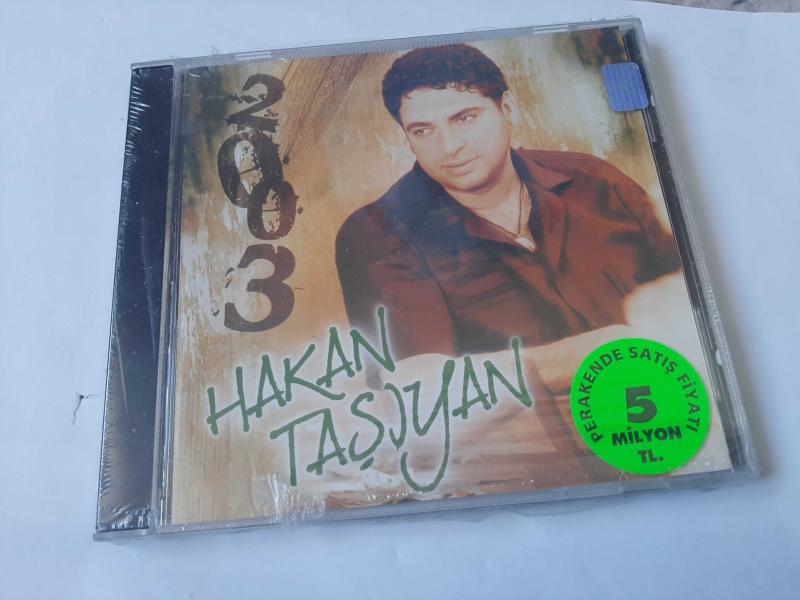 2003
HAKAN
TAŞIYAN
PERAKENDE SATIŞ FİYATI
5
MİLYON
TL.